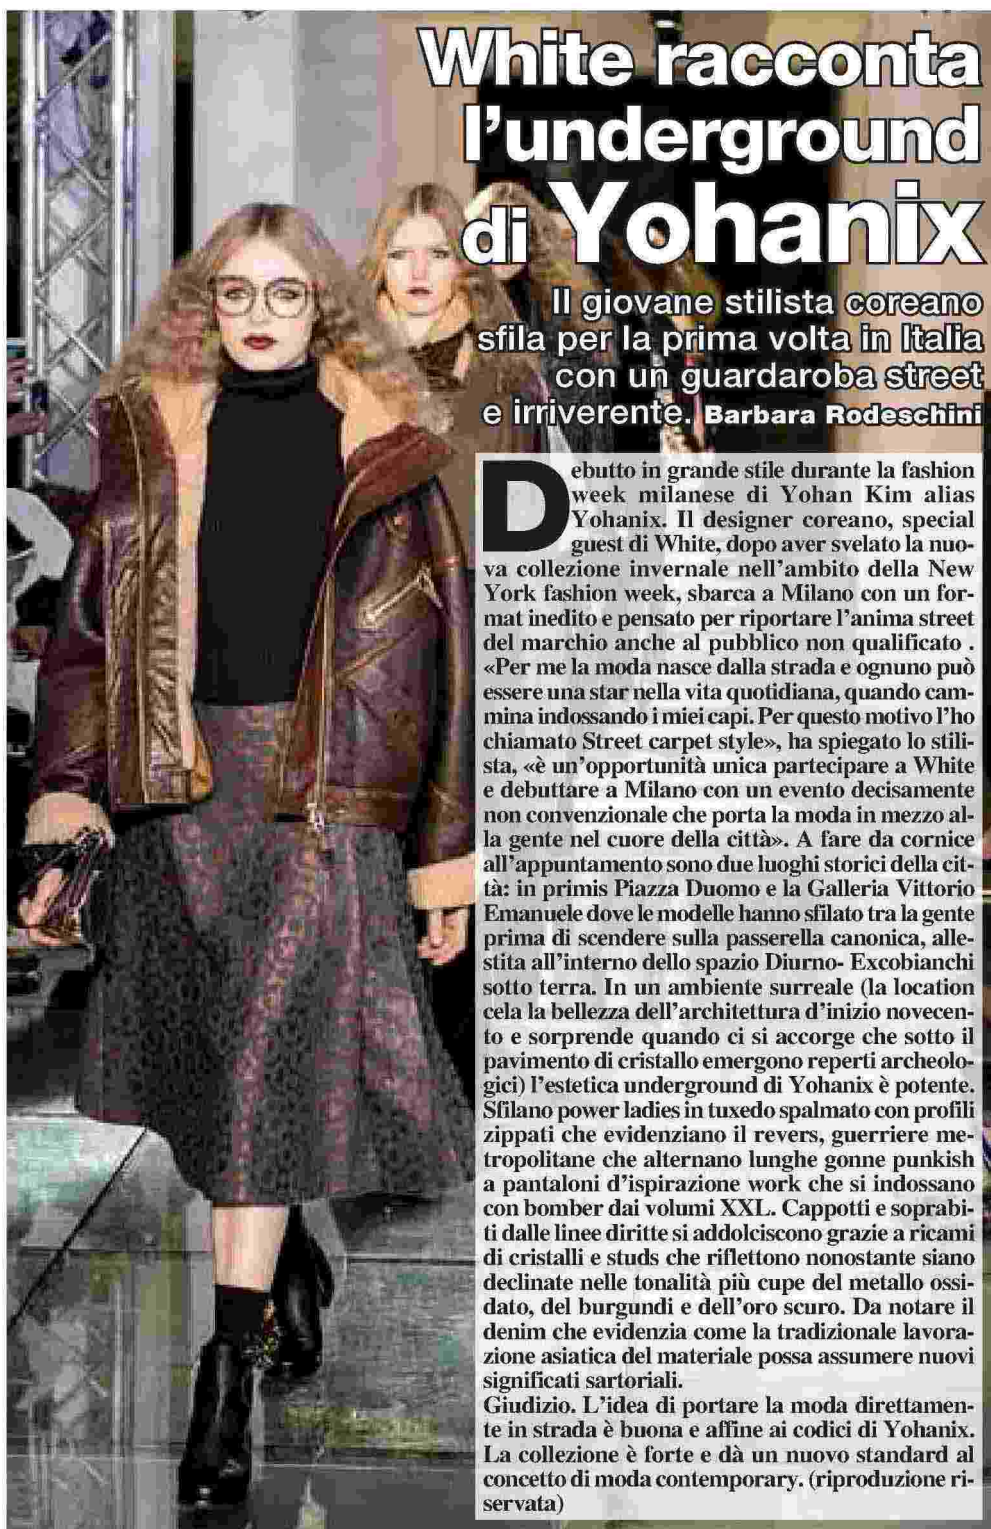 White racconta
l'underground
di Yohanix
Il giovane stilista coreano
sfila per la prima volta in Italia
con un guardaroba street
e irriverente. Barbara Rodeschini
Debutto in grande stile durante la fashion
week milanese di Yohan Kim alias
Yohanix. Il designer coreano, special
guest di White, dopo aver svelato la nuo-
va collezione invernale nell'ambito della New
York fashion week, sbarca a Milano con un for-
mat inedito e pensato per riportare l'anima street
del marchio anche al pubblico non qualificato .
«Per me la moda nasce dalla strada e ognuno può
essere una star nella vita quotidiana, quando cam-
mina indossando i miei capi. Per questo motivo l'ho
chiamato Street carpet style», ha spiegato lo stili-
sta, «è un'opportunità unica partecipare a White
e debuttare a Milano con un evento decisamente
non convenzionale che porta la moda in mezzo al-
la gente nel cuore della città». A fare da cornice
all'appuntamento sono due luoghi storici della cit-
tà: in primis Piazza Duomo e la Galleria Vittorio
Emanuele dove le modelle hanno sfilato tra la gente
prima di scendere sulla passerella canonica, alle-
stita all'interno dello spazio Diurno- Excobianchi
sotto terra. In un ambiente surreale (la location
cela la bellezza dell'architettura d'inizio novecen-
to e sorprende quando ci si accorge che sotto il
pavimento di cristallo emergono reperti archeolo-
gici) l'estetica underground di Yohanix è potente.
Sfilano power ladies in tuxedo spalmato con profili
zippati che evidenziano il revers, guerriere me-
tropolitane che alternano lunghe gonne punkish
a pantaloni d'ispirazione work che si indossano
con bomber dai volumi XXL. Cappotti e soprabi-
ti dalle linee diritte si addolciscono grazie a ricami
di cristalli e studs che riflettono nonostante siano
declinate nelle tonalità più cupe del metallo ossi-
dato, del burgundi e dell'oro scuro. Da notare il
denim che evidenzia come la tradizionale lavora-
zione asiatica del materiale possa assumere nuovi
significati sartoriali.
Giudizio. L'idea di portare la moda direttamen-
te in strada è buona e affine ai codici di Yohanix.
La collezione è forte e dà un nuovo standard al
concetto di moda contemporary. (riproduzione ri-
servata)